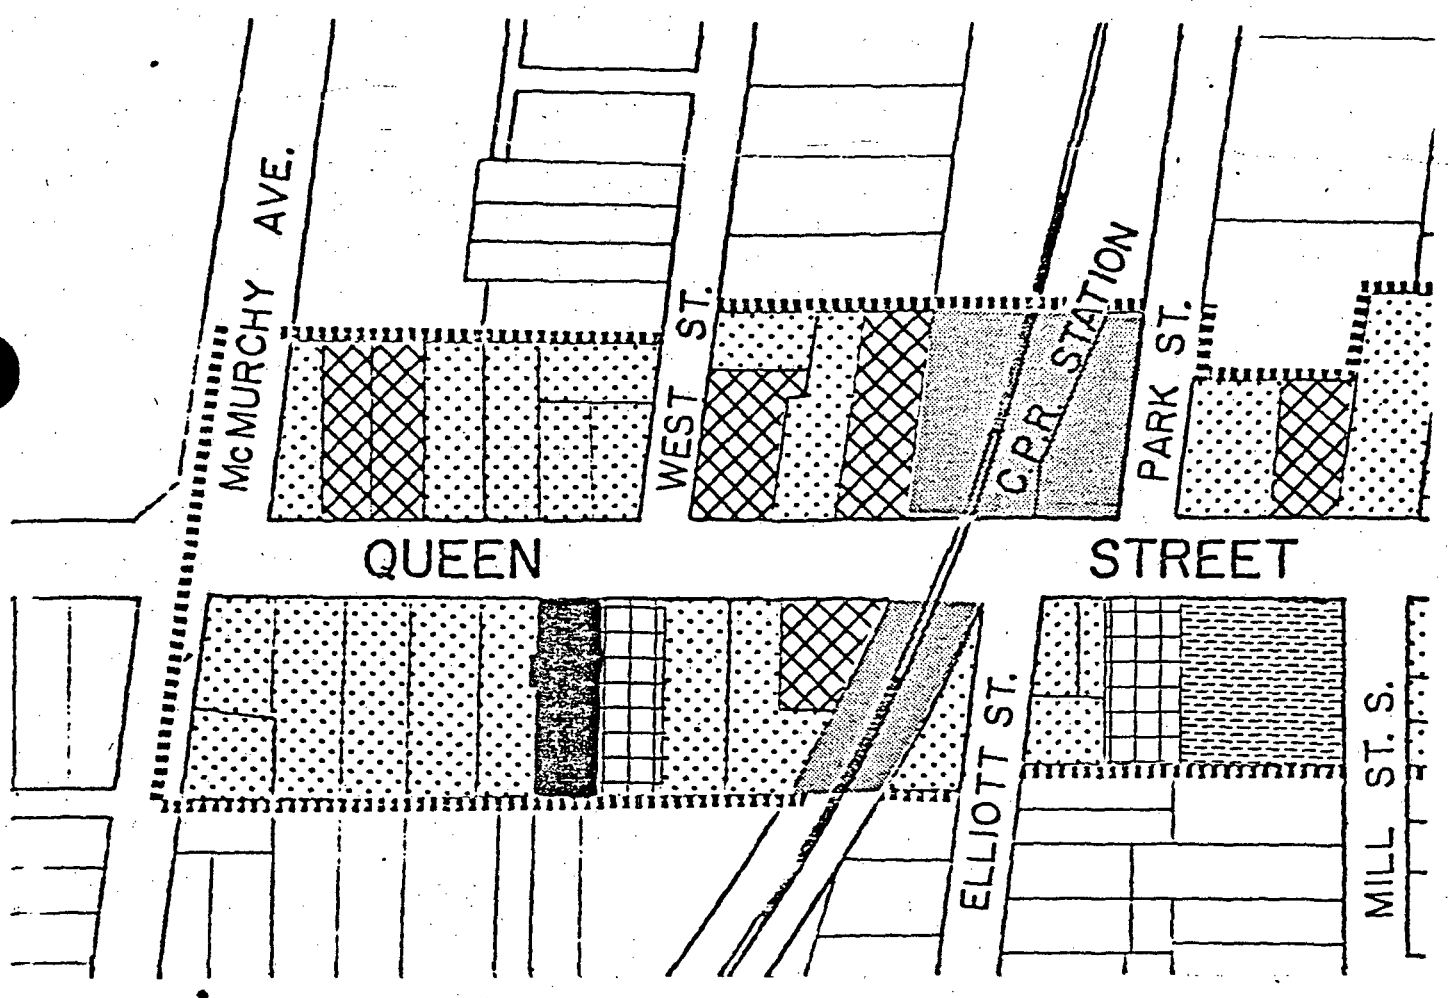 McMURCHY AVE.
WEST ST.
C.P.R. STATION
PARK ST.
QUEEN STREET
ELLIOTT ST.
MILL ST. S.